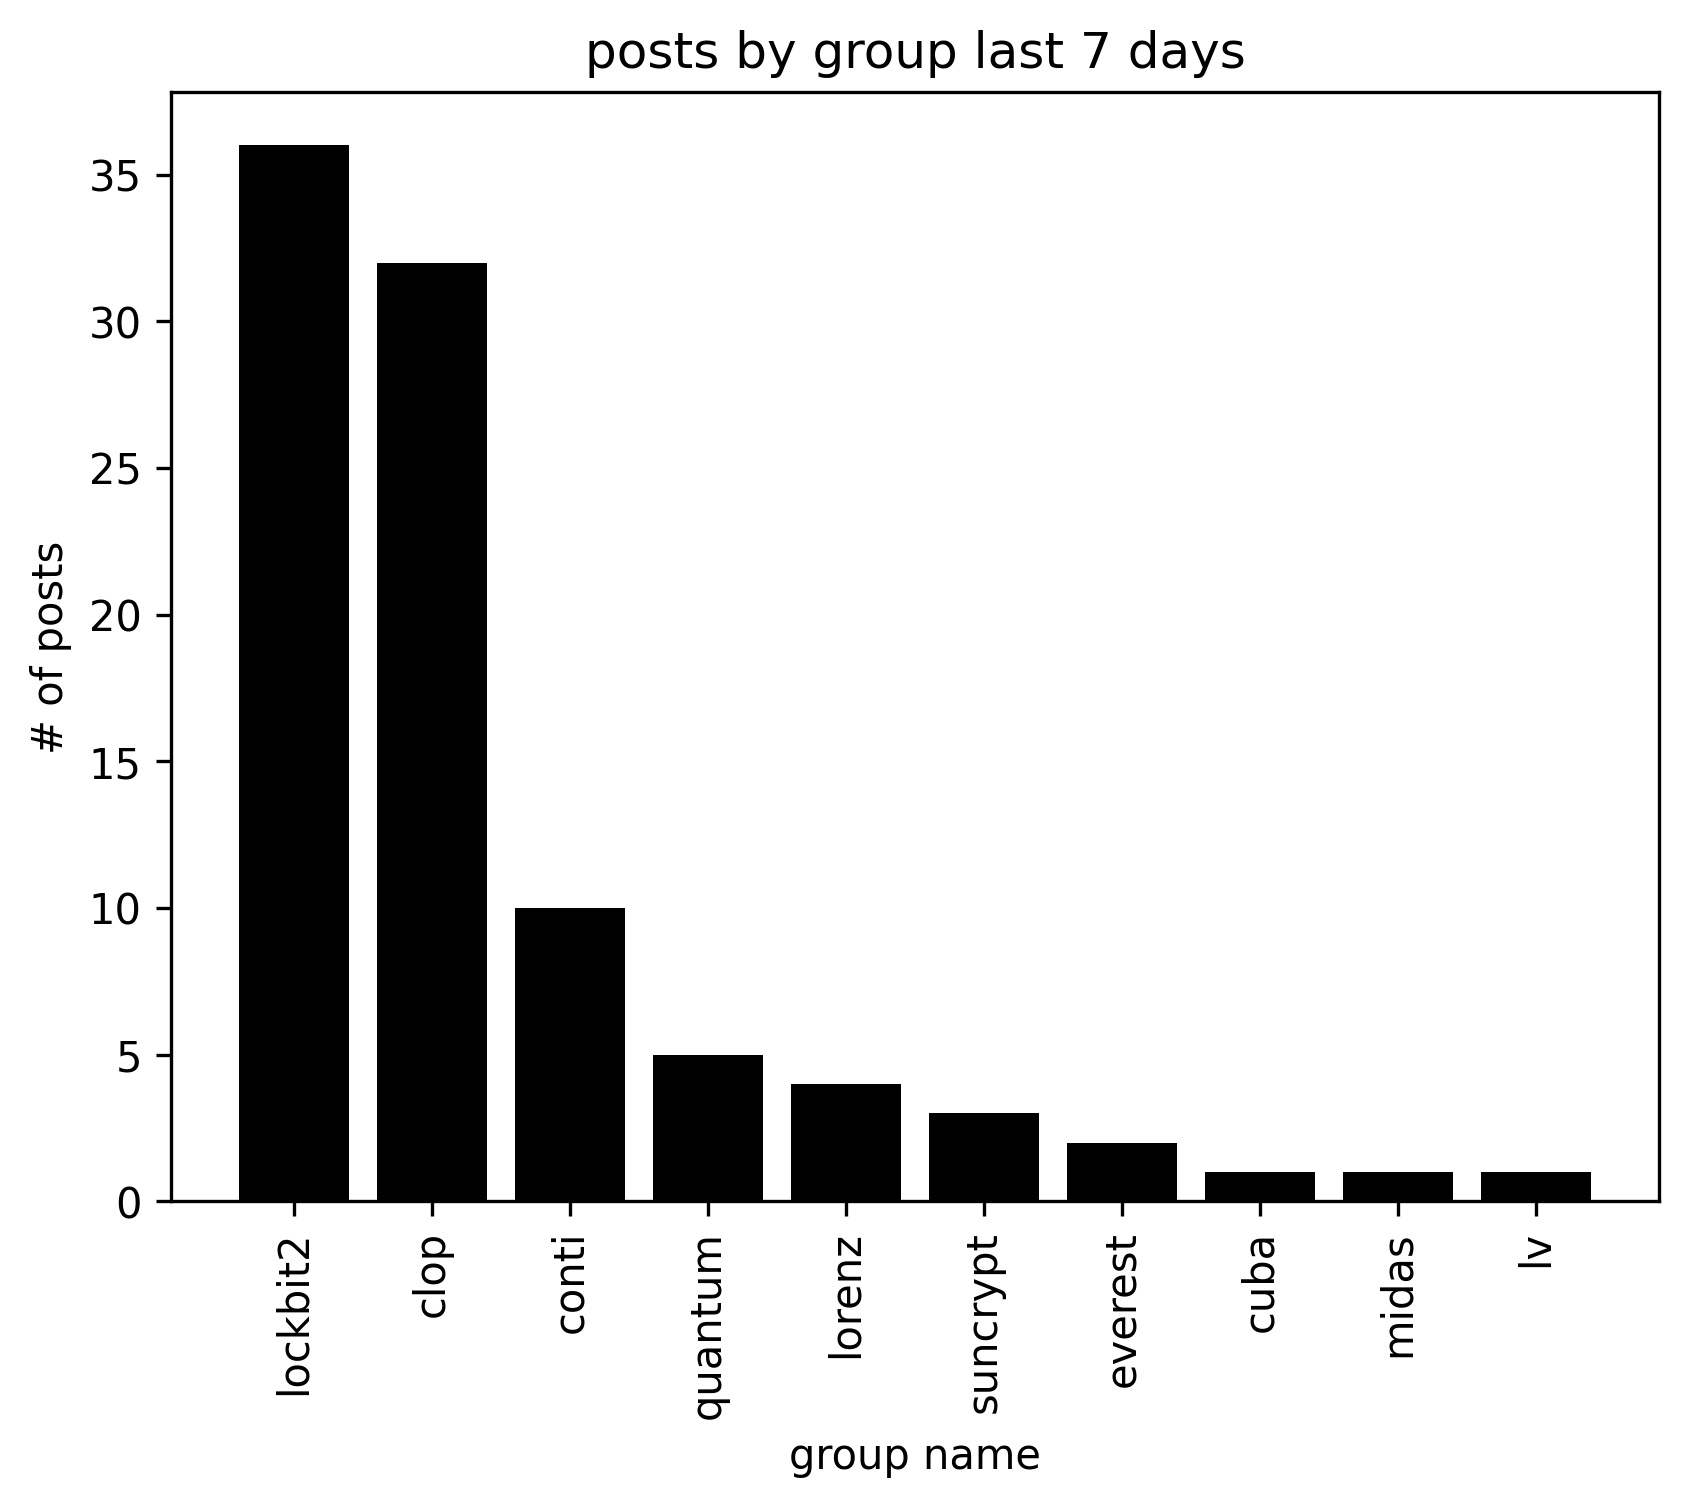 posts by group last 7 days
# of posts
35
30
25
20
15
10
5
0
lockbit2
clop
conti
quantum
lorenz
suncrypt
everest
cuba
midas
lv
group name